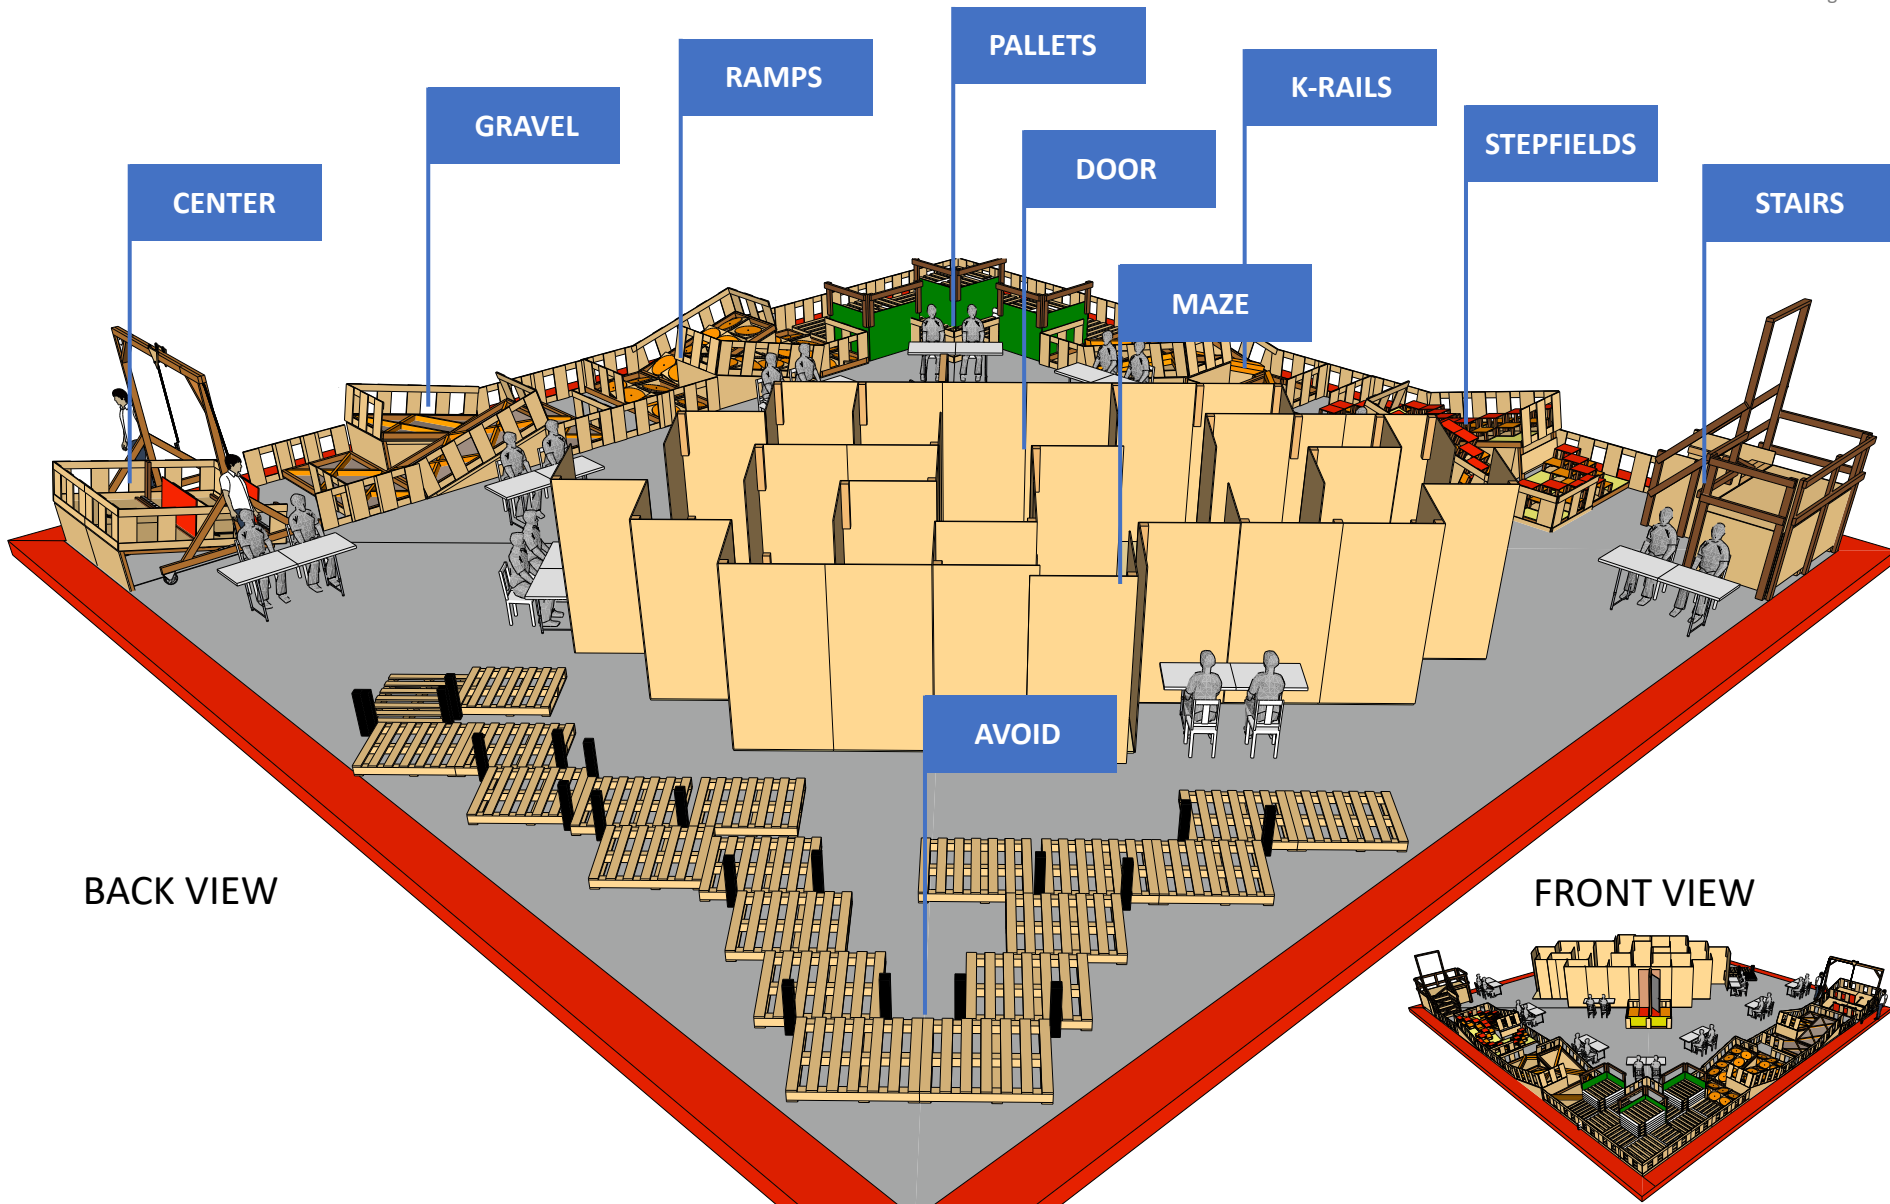 PALLETS
RAMPS
K-RAILS
GRAVEL
STEPFIELDS
DOOR
CENTER
STAIRS
MAZE
AVOID
BACK VIEW
FRONT VIEW